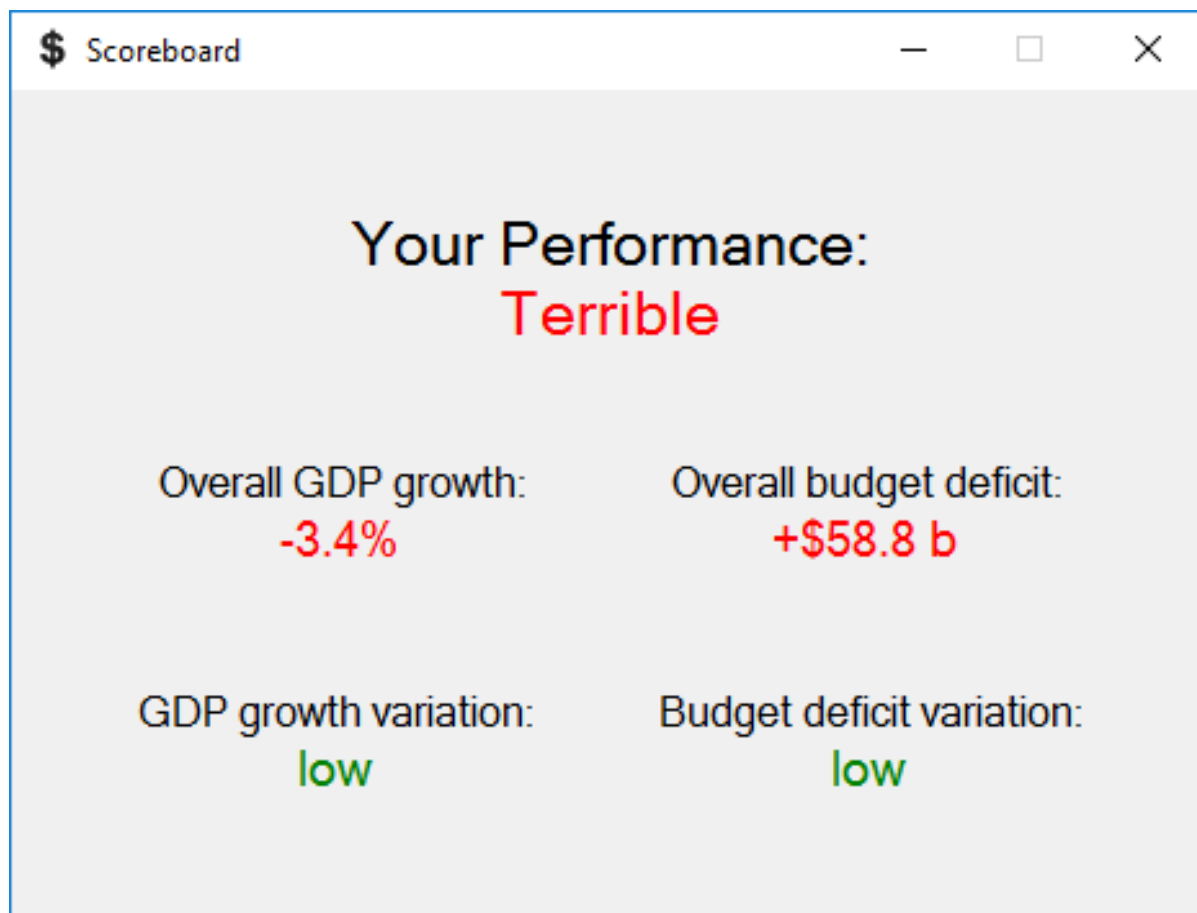 $ Scoreboard
Your Performance:
Terrible
Overall GDP growth:
-3.4%
Overall budget deficit:
+$58.8 b
GDP growth variation:
low
Budget deficit variation:
low